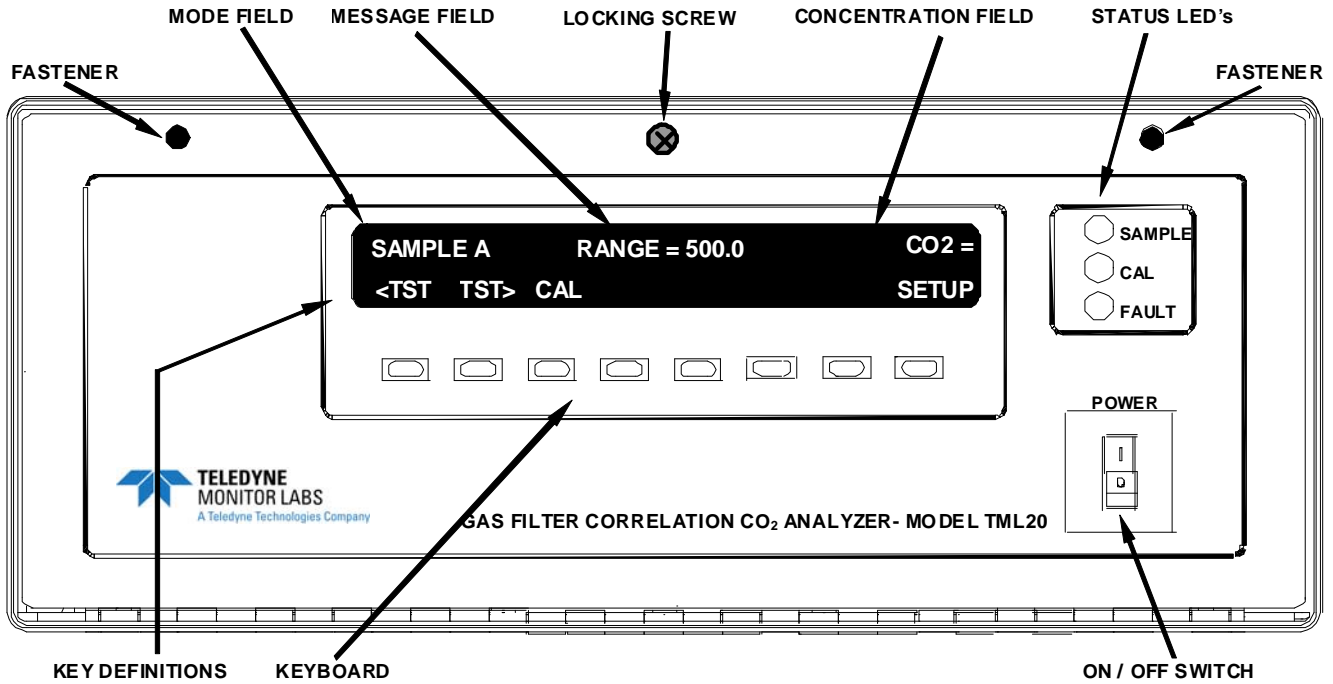 MODE FIELD
MESSAGE FIELD
LOCKING SCREW
CONCENTRATION FIELD
STATUS LED's
FASTENER
FASTENER
SAMPLE A RANGE = 500.0 CO2 =
<TST TST> CAL SETUP
SAMPLE
CAL
FAULT
POWER
TELEDYNE
MONITOR LABS
A Teledyne Technologies Company
GAS FILTER CORRELATION CO₂ ANALYZER- MODEL TML20
KEY DEFINITIONS
KEYBOARD
ON / OFF SWITCH